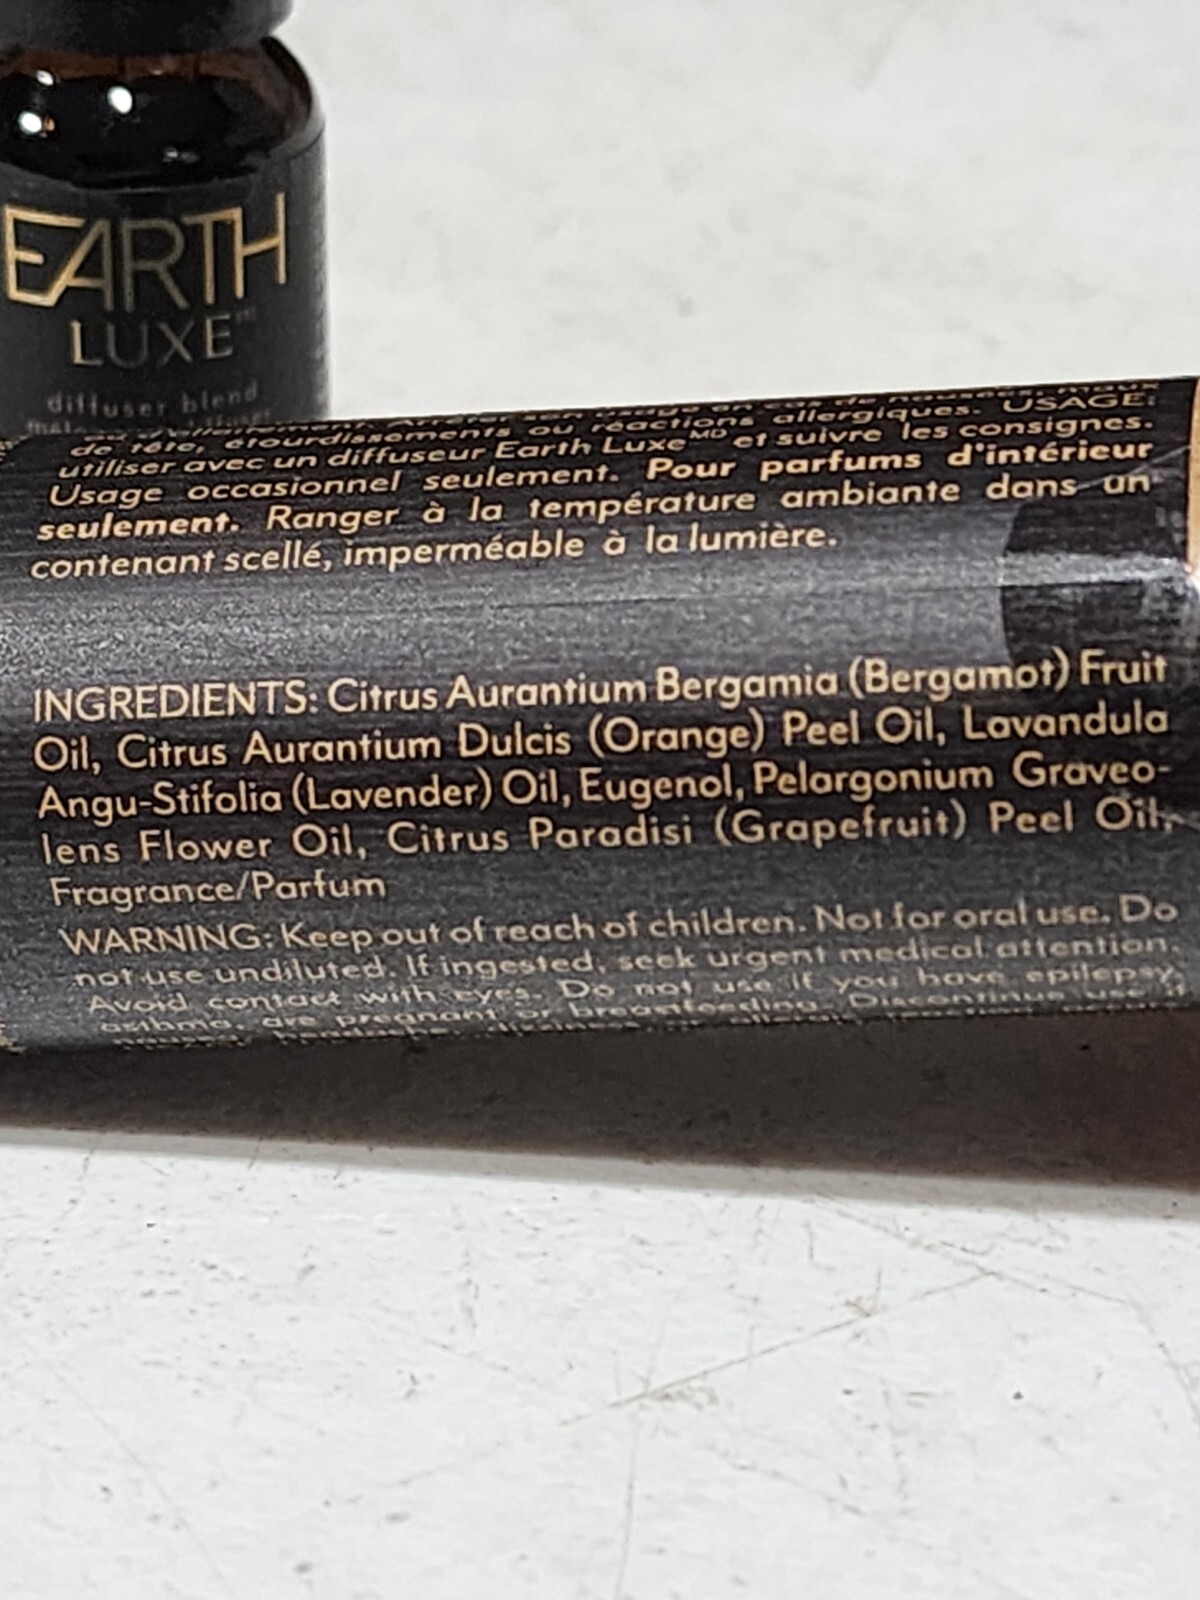 EARTH
LUXE
diffuser blend
de tête, étourdissements ou réactions allergiques. USAGE:
utiliser avec un diffuseur Earth Luxe MD et suivre les consignes.
Usage occasionnel seulement. Pour parfums d'intérieur
seulement. Ranger à la température ambiante dans un
contenant scellé, imperméable à la lumière.
INGREDIENTS: Citrus Aurantium Bergamia (Bergamot) Fruit
Oil, Citrus Aurantium Dulcis (Orange) Peel Oil, Lavandula
Angu-Stifolia (Lavender) Oil, Eugenol, Pelargonium Graveo-
lens Flower Oil, Citrus Paradisi (Grapefruit) Peel Oil,
Fragrance/Parfum
WARNING: Keep out of reach of children. Not for oral use. Do
not use undiluted. If ingested, seek urgent medical attention.
Avoid contact with eyes. Do not use if you have epilepsy,
asthma, are pregnant or breastfeeding. Discontinue use if